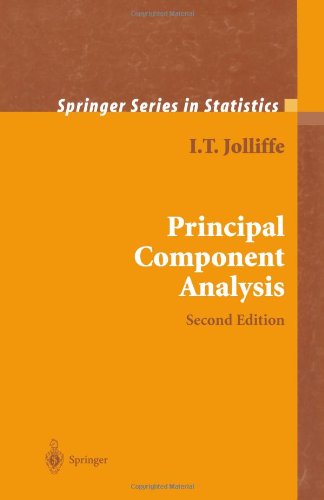 Springer Series in Statistics
I.T. Jolliffe
Principal
Component
Analysis
Second Edition
Springer